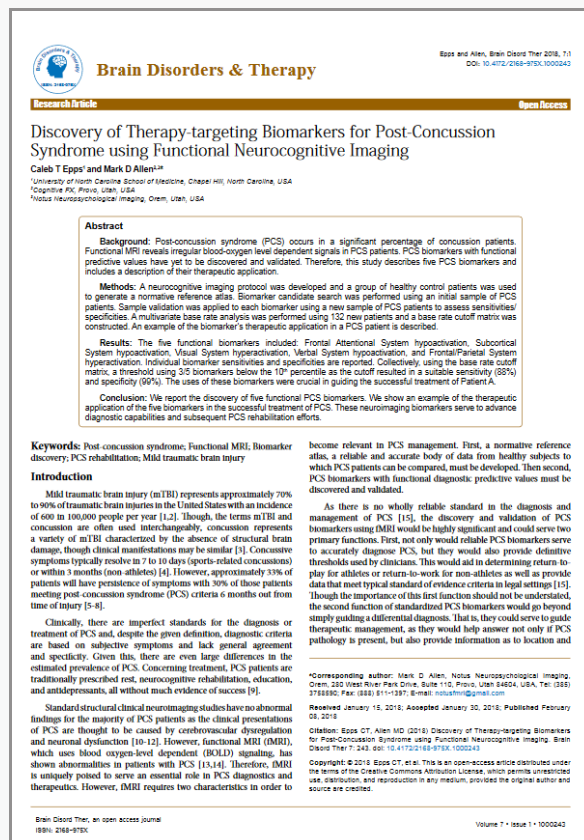 Epps and Allen, Brain Disord Ther 2018, 7:1
DOI: 10.4172/2168-975X.1000243
Brain Disorders & Therapy
ISSN: 2168-975X
Brain Disorders & Therapy
Research Article
Open Access
Discovery of Therapy-targeting Biomarkers for Post-Concussion
Syndrome using Functional Neurocognitive Imaging
Caleb T Epps¹ and Mark D Allen²,³*
¹University of North Carolina School of Medicine, Chapel Hill, North Carolina, USA
²Cognitive FX, Provo, Utah, USA
³Notus Neuropsychological Imaging, Orem, Utah, USA
Abstract
Background: Post-concussion syndrome (PCS) occurs in a significant percentage of concussion patients.
Functional MRI reveals irregular blood-oxygen level dependent signals in PCS patients. PCS biomarkers with functional
predictive values have yet to be discovered and validated. Therefore, this study describes five PCS biomarkers and
includes a description of their therapeutic application.
Methods: A neurocognitive imaging protocol was developed and a group of healthy control patients was used
to generate a normative reference atlas. Biomarker candidate search was performed using an initial sample of PCS
patients. Sample validation was applied to each biomarker using a new sample of PCS patients to assess sensitivities/
specificities. A multivariate base rate analysis was performed using 132 new patients and a base rate cutoff matrix was
constructed. An example of the biomarker's therapeutic application in a PCS patient is described.
Results: The five functional biomarkers included: Frontal Attentional System hypoactivation, Subcortical
System hypoactivation, Visual System hyperactivation, Verbal System hypoactivation, and Frontal/Parietal System
hyperactivation. Individual biomarker sensitivities and specificities are reported. Collectively, using the base rate cutoff
matrix, a threshold using 3/5 biomarkers below the 10th percentile as the cutoff resulted in a suitable sensitivity (88%)
and specificity (99%). The uses of these biomarkers were crucial in guiding the successful treatment of Patient A.
Conclusion: We report the discovery of five functional PCS biomarkers. We show an example of the therapeutic
application of the five biomarkers in the successful treatment of PCS. These neuroimaging biomarkers serve to advance
diagnostic capabilities and subsequent PCS rehabilitation efforts.
Keywords: Post-concussion syndrome; Functional MRI; Biomarker
discovery; PCS rehabilitation; Mild traumatic brain injury
Introduction
Mild traumatic brain injury (mTBI) represents approximately 70%
to 90% of traumatic brain injuries in the United States with an incidence
of 600 in 100,000 people per year [1,2]. Though, the terms mTBI and
concussion are often used interchangeably, concussion represents
a variety of mTBI characterized by the absence of structural brain
damage, though clinical manifestations may be similar [3]. Concussive
symptoms typically resolve in 7 to 10 days (sports-related concussions)
or within 3 months (non-athletes) [4]. However, approximately 33% of
patients will have persistence of symptoms with 30% of those patients
meeting post-concussion syndrome (PCS) criteria 6 months out from
time of injury [5-8].
Clinically, there are imperfect standards for the diagnosis or
treatment of PCS and, despite the given definition, diagnostic criteria
are based on subjective symptoms and lack general agreement
and specificity. Given this, there are even large differences in the
estimated prevalence of PCS. Concerning treatment, PCS patients are
traditionally prescribed rest, neurocognitive rehabilitation, education,
and antidepressants, all without much evidence of success [9].
Standard structural clinical neuroimaging studies have no abnormal
findings for the majority of PCS patients as the clinical presentations
of PCS are thought to be caused by cerebrovascular dysregulation
and neuronal dysfunction [10-12]. However, functional MRI (fMRI),
which uses blood oxygen-level dependent (BOLD) signaling, has
shown abnormalities in patients with PCS [13,14]. Therefore, fMRI
is uniquely poised to serve an essential role in PCS diagnostics and
therapeutics. However, fMRI requires two characteristics in order to
become relevant in PCS management. First, a normative reference
atlas, a reliable and accurate body of data from healthy subjects to
which PCS patients can be compared, must be developed. Then second,
PCS biomarkers with functional diagnostic predictive values must be
discovered and validated.
As there is no wholly reliable standard in the diagnosis and
management of PCS [15], the discovery and validation of PCS
biomarkers using fMRI would be highly significant and could serve two
primary functions. First, not only would reliable PCS biomarkers serve
to accurately diagnose PCS, but they would also provide definitive
thresholds used by clinicians. This would aid in determining return-to-
play for athletes or return-to-work for non-athletes as well as provide
data that meet typical standard of evidence criteria in legal settings [15].
Though the importance of this first function should not be understated,
the second function of standardized PCS biomarkers would go beyond
simply guiding a differential diagnosis. That is, they could serve to guide
therapeutic management, as they would help answer not only if PCS
pathology is present, but also provide information as to location and
*Corresponding author: Mark D Allen, Notus Neuropsychological Imaging,
Orem, 280 West River Park Drive, Suite 110, Provo, Utah 84604, USA, Tel: (385)
3758590; Fax: (888) 511-1397; E-mail: notusfmri@gmail.com
Received January 15, 2018; Accepted January 30, 2018; Published February
08, 2018
Citation: Epps CT, Allen MD (2018) Discovery of Therapy-targeting Biomarkers
for Post-Concussion Syndrome using Functional Neurocognitive Imaging. Brain
Disord Ther 7: 243. doi: 10.4172/2168-975X.1000243
Copyright: © 2018 Epps CT, et al. This is an open-access article distributed under
the terms of the Creative Commons Attribution License, which permits unrestricted
use, distribution, and reproduction in any medium, provided the original author and
source are credited.
Brain Disord Ther, an open access journal
ISSN: 2168-975X
Volume 7 • Issue 1 • 1000243